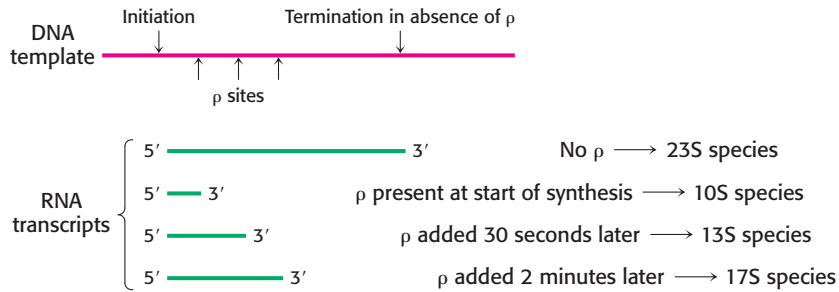 Initiation
Termination in absence of ρ
DNA
template
ρ sites
5′ 3′ No ρ ⟶ 23S species
5′ 3′ ρ present at start of synthesis ⟶ 10S species
RNA
transcripts
5′ 3′ ρ added 30 seconds later ⟶ 13S species
5′ 3′ ρ added 2 minutes later ⟶ 17S species